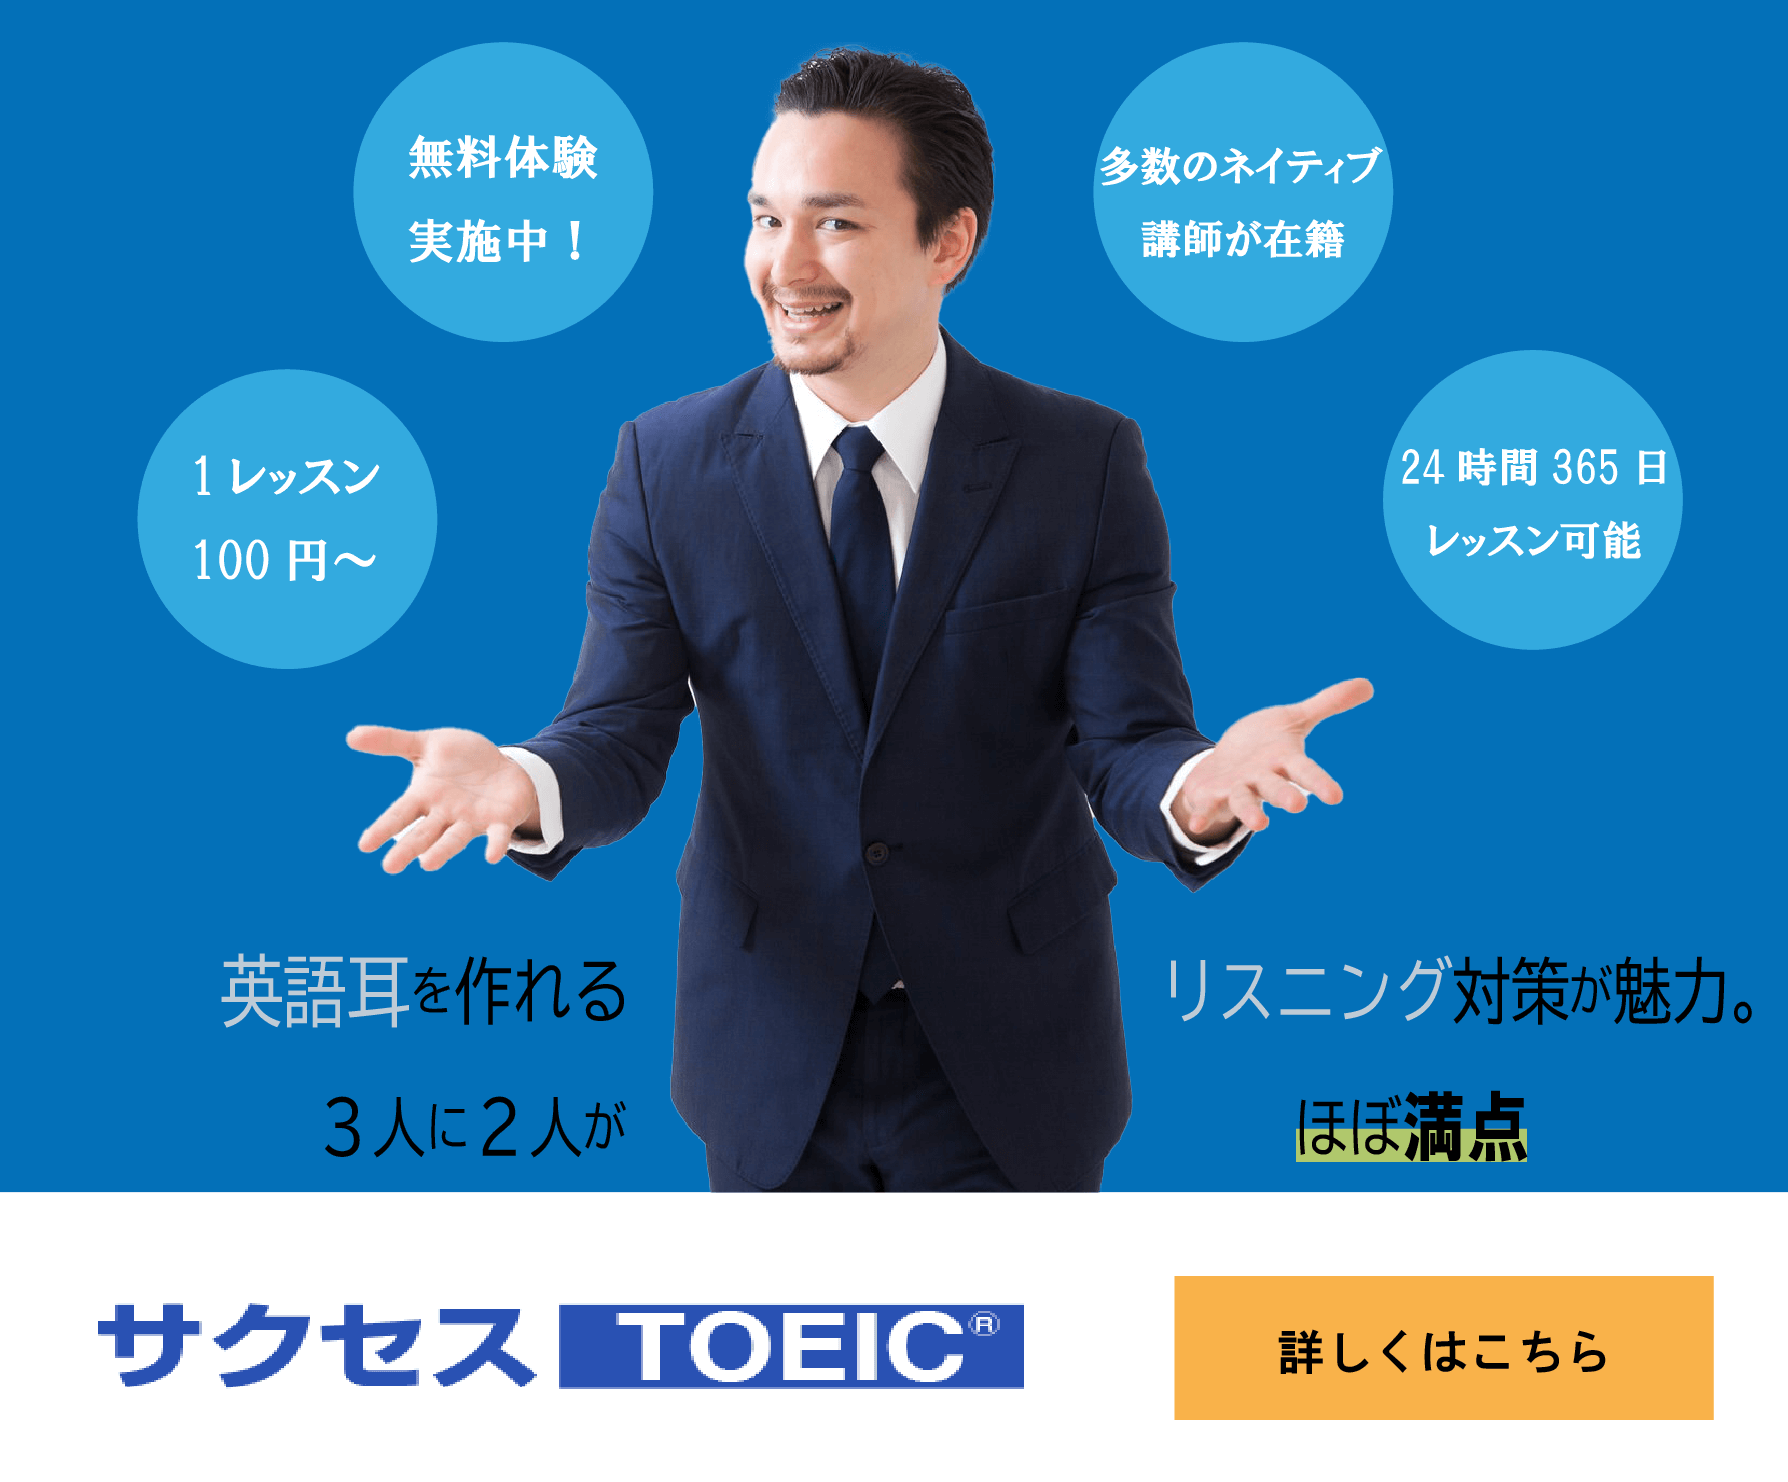 無料体験
実施中！
多数のネイティブ
講師が在籍
1レッスン
100円～
24時間365日
レッスン可能
英語耳を作れる
リスニング対策が魅力。
３人に２人が
ほぼ満点
サクセス TOEIC®
詳しくはこちら